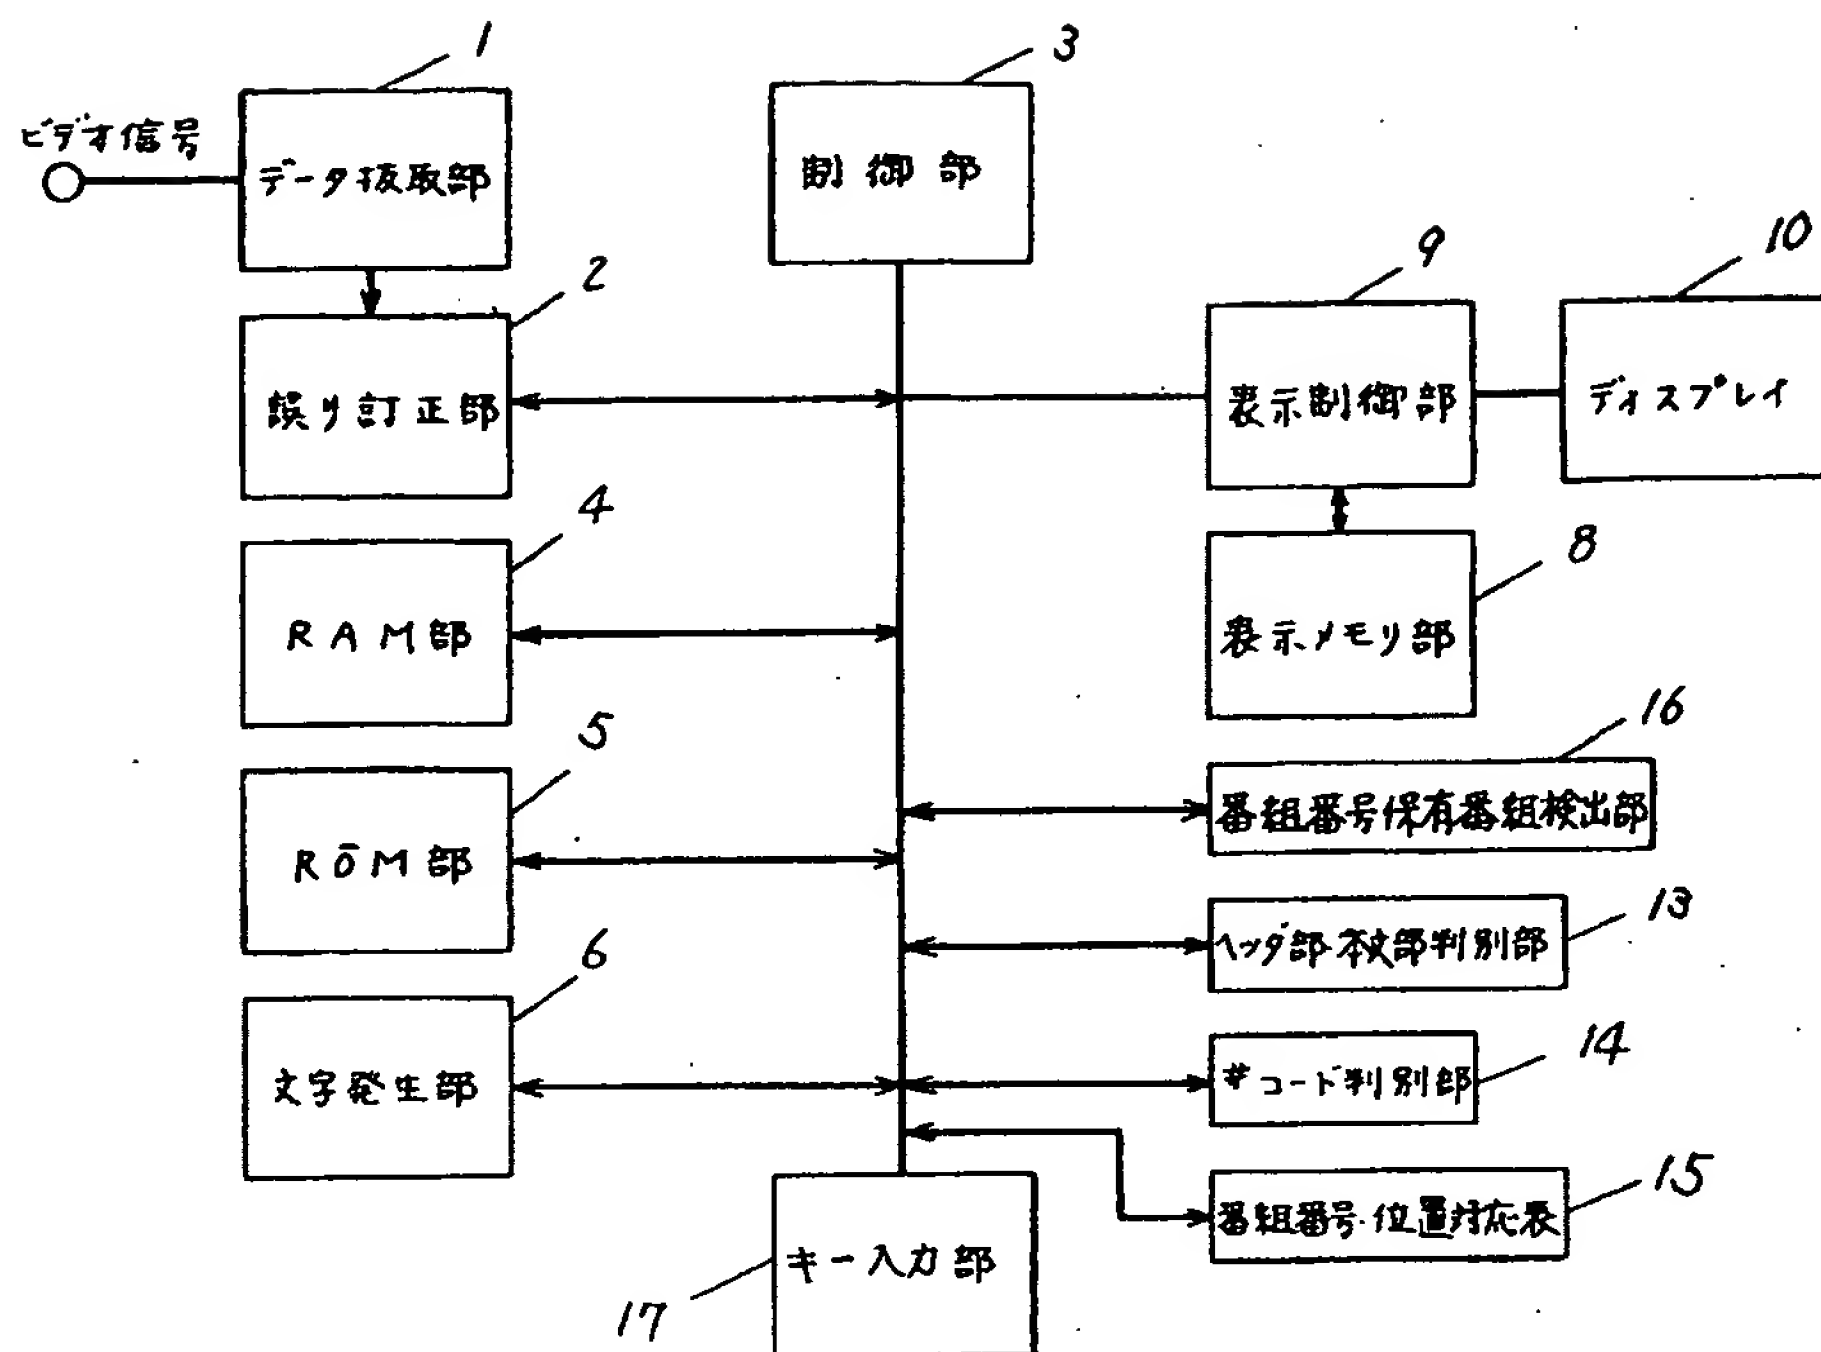 1
3
ビデオ信号
データ抜取部
制御部
2
9
10
誤り訂正部
表示制御部
ディスプレイ
4
8
RAM部
表示メモリ部
5
16
ROM部
番組番号保有番組検出部
13
6
ヘッダ部・本文部判別部
14
文字発生部
#コード判別部
15
番組番号・位置対応表
キー入力部
17